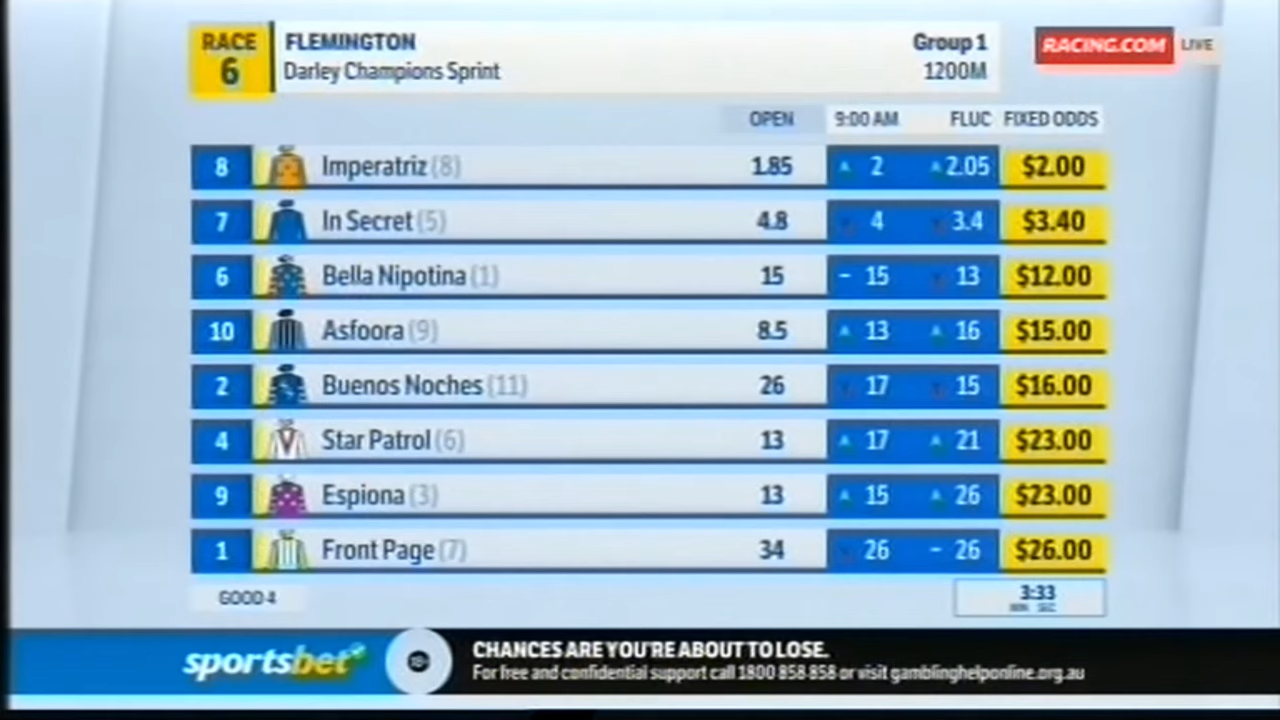 RACE 6
FLEMINGTON
Group 1
Darley Champions Sprint
1200M
RACING.COM LIVE
OPEN 9:00 AM FLUC FIXED ODDS
8 Imperatriz (8) 1.85 2 2.05 $2.00
7 In Secret (5) 4.8 4 3.4 $3.40
6 Bella Nipotina (1) 15 - 15 13 $12.00
10 Asfoora (9) 8.5 13 16 $15.00
2 Buenos Noches (11) 26 17 15 $16.00
4 Star Patrol (6) 13 17 21 $23.00
9 Espiona (3) 13 15 26 $23.00
1 Front Page (7) 34 26 - 26 $26.00
GOOD 4
3:33
MIN SEC
sportsbet
18+
CHANCES ARE YOU'RE ABOUT TO LOSE.
For free and confidential support call 1800 858 858 or visit gamblinghelponline.org.au